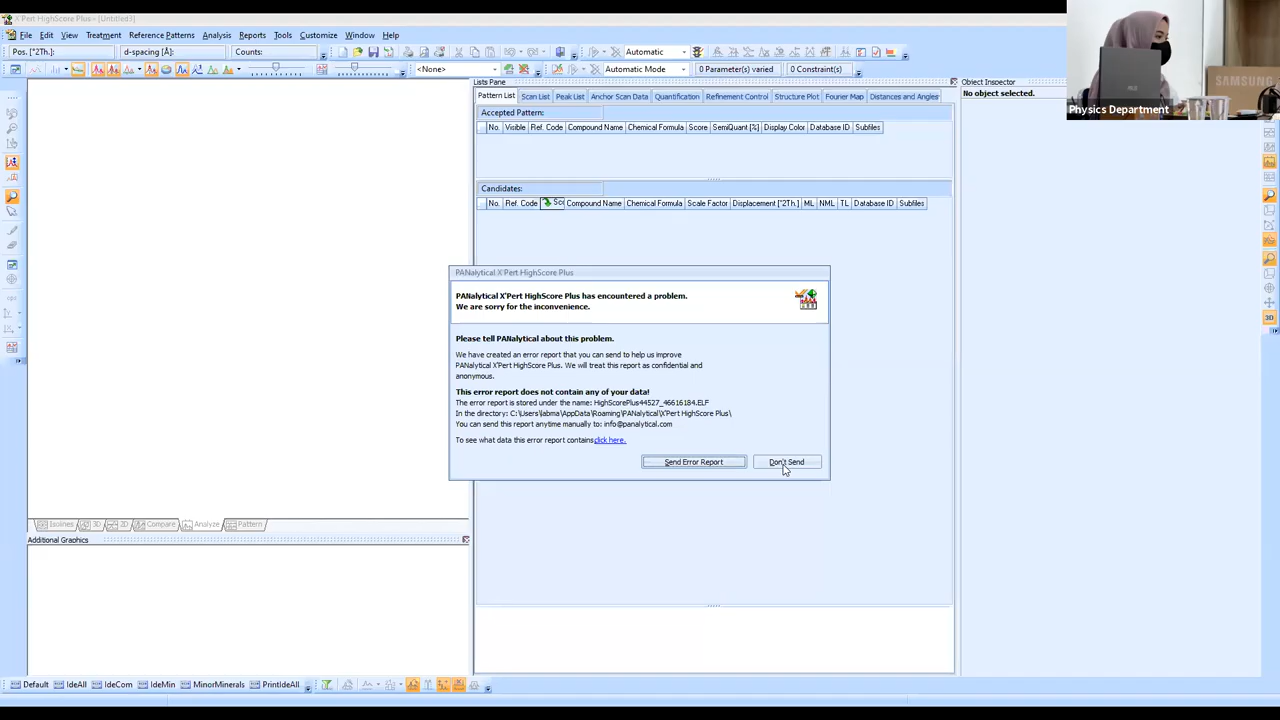 X'Pert HighScore Plus - [Untitled3]
File Edit View Treatment Reference Patterns Analysis Reports Tools Customize Window Help
Pos. [°2Th.]: d-spacing [Å]: Counts: Automatic
<None> Automatic Mode 0 Parameter(s) varied 0 Constraint(s)
Lists Pane
Pattern List Scan List Peak List Anchor Scan Data Quantification Refinement Control Structure Plot Fourier Map Distances and Angles
Accepted Pattern:
No. Visible Ref. Code Compound Name Chemical Formula Score SemiQuant [%] Display Color Database ID Subfiles
Candidates:
No. Ref. Code Sco Compound Name Chemical Formula Scale Factor Displacement [°2Th.] ML NML TL Database ID Subfiles
Object Inspector
No object selected.
SAMSUNG
Physics Department
PANalytical X'Pert HighScore Plus
PANalytical X'Pert HighScore Plus has encountered a problem.
We are sorry for the inconvenience.
Please tell PANalytical about this problem.
We have created an error report that you can send to help us improve
PANalytical X'Pert HighScore Plus. We will treat this report as confidential and
anonymous.
This error report does not contain any of your data!
The error report is stored under the name: HighScorePlus44527_46616184.ELF
In the directory: C:\Users\labma\AppData\Roaming\PANalytical\X'Pert HighScore Plus\
You can send this report anytime manually to: info@panalytical.com
To see what data this error report contains click here.
Send Error Report Don't Send
Isolines 3D 2D Compare Analyze Pattern
Additional Graphics
Default IdeAll IdeCom IdeMin MinorMinerals PrintIdeAll
3D